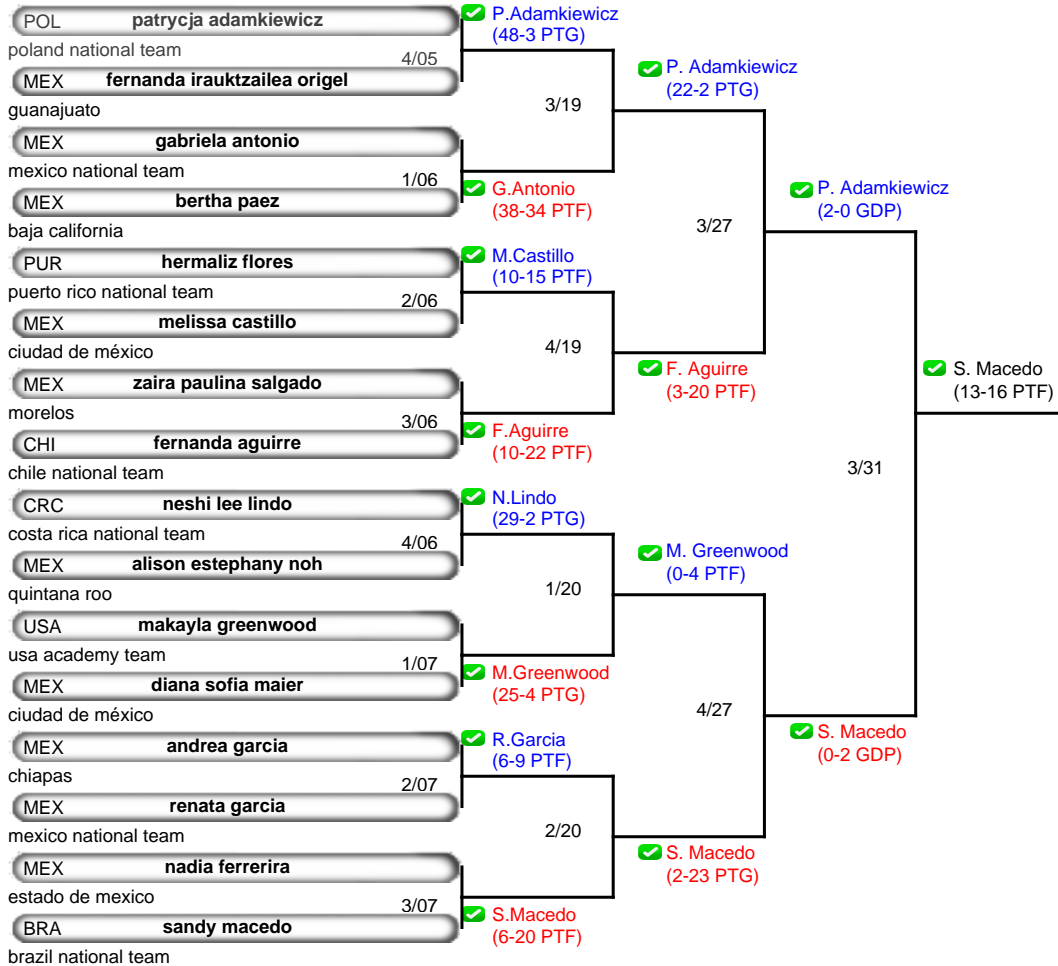 POL patrycja adamkiewicz
poland national team
4/05
MEX fernanda irauktzailea origel
guanajuato
MEX gabriela antonio
mexico national team
1/06
MEX bertha paez
baja california
PUR hermaliz flores
puerto rico national team
2/06
MEX melissa castillo
ciudad de méxico
MEX zaira paulina salgado
morelos
3/06
CHI fernanda aguirre
chile national team
CRC neshi lee lindo
costa rica national team
4/06
MEX alison estephany noh
quintana roo
USA makayla greenwood
usa academy team
1/07
MEX diana sofia maier
ciudad de méxico
MEX andrea garcia
chiapas
2/07
MEX renata garcia
mexico national team
MEX nadia ferrerira
estado de mexico
3/07
BRA sandy macedo
brazil national team
P.Adamkiewicz
(48-3 PTG)
3/19
G.Antonio
(38-34 PTF)
M.Castillo
(10-15 PTF)
4/19
F.Aguirre
(10-22 PTF)
N.Lindo
(29-2 PTG)
1/20
M.Greenwood
(25-4 PTG)
R.Garcia
(6-9 PTF)
2/20
S.Macedo
(6-20 PTF)
P. Adamkiewicz
(22-2 PTG)
3/27
F. Aguirre
(3-20 PTF)
M. Greenwood
(0-4 PTF)
4/27
S. Macedo
(2-23 PTG)
P. Adamkiewicz
(2-0 GDP)
3/31
S. Macedo
(0-2 GDP)
S. Macedo
(13-16 PTF)